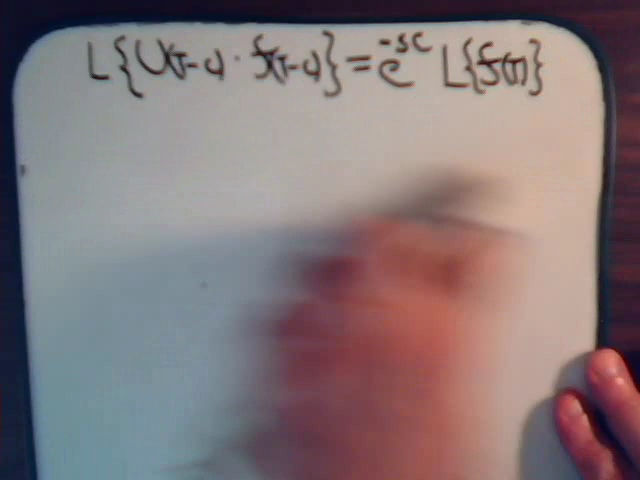 L{U(t-c) · f(t-c)} = e^-sc L{f(t)}